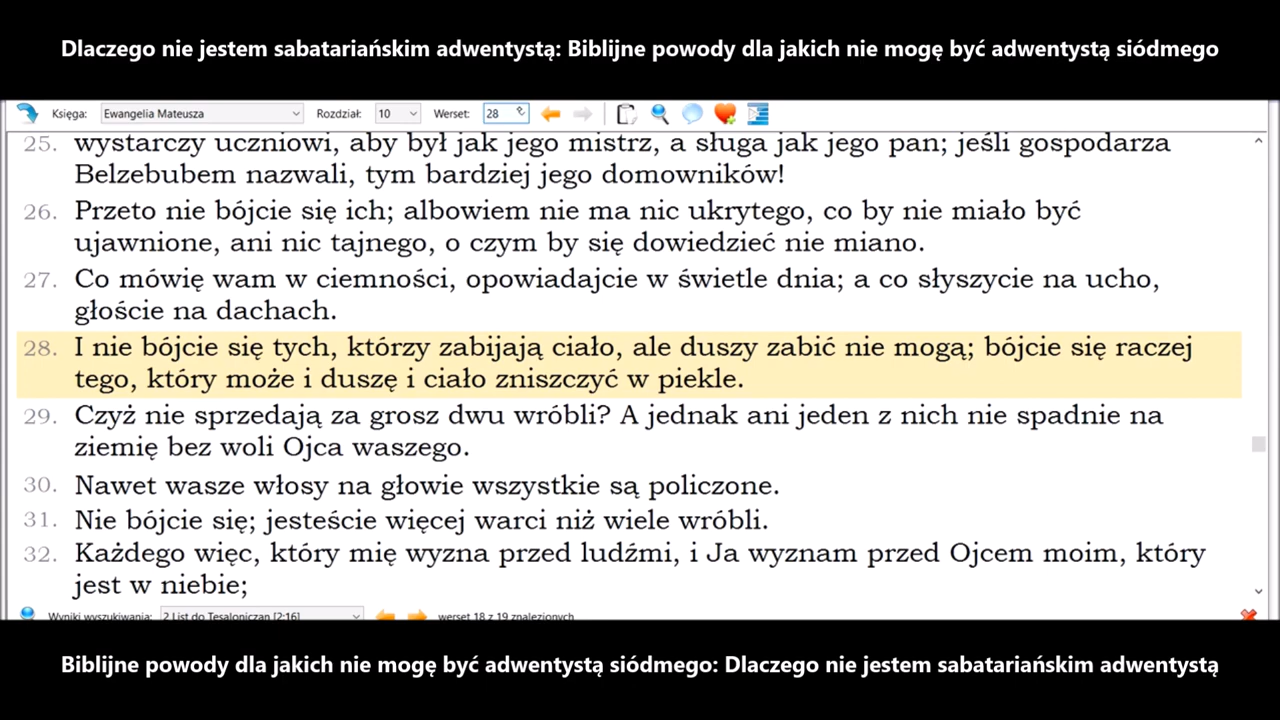 Dlaczego nie jestem sabatariańskim adwentystą: Biblijne powody dla jakich nie mogę być adwentystą siódmego
Księga: Ewangelia Mateusza Rozdział: 10 Werset: 28
25. wystarczy uczniowi, aby był jak jego mistrz, a sługa jak jego pan; jeśli gospodarza
Belzebubem nazwali, tym bardziej jego domowników!
26. Przeto nie bójcie się ich; albowiem nie ma nic ukrytego, co by nie miało być
ujawnione, ani nic tajnego, o czym by się dowiedzieć nie miano.
27. Co mówię wam w ciemności, opowiadajcie w świetle dnia; a co słyszycie na ucho,
głoście na dachach.
28. I nie bójcie się tych, którzy zabijają ciało, ale duszy zabić nie mogą; bójcie się raczej
tego, który może i duszę i ciało zniszczyć w piekle.
29. Czyż nie sprzedają za grosz dwu wróbli? A jednak ani jeden z nich nie spadnie na
ziemię bez woli Ojca waszego.
30. Nawet wasze włosy na głowie wszystkie są policzone.
31. Nie bójcie się; jesteście więcej warci niż wiele wróbli.
32. Każdego więc, który mię wyzna przed ludźmi, i Ja wyznam przed Ojcem moim, który
jest w niebie;
Wyniki wyszukiwania: 2 List do Tesaloniczan [2:16] werset 18 z 19 znalezionych
Biblijne powody dla jakich nie mogę być adwentystą siódmego: Dlaczego nie jestem sabatariańskim adwentystą